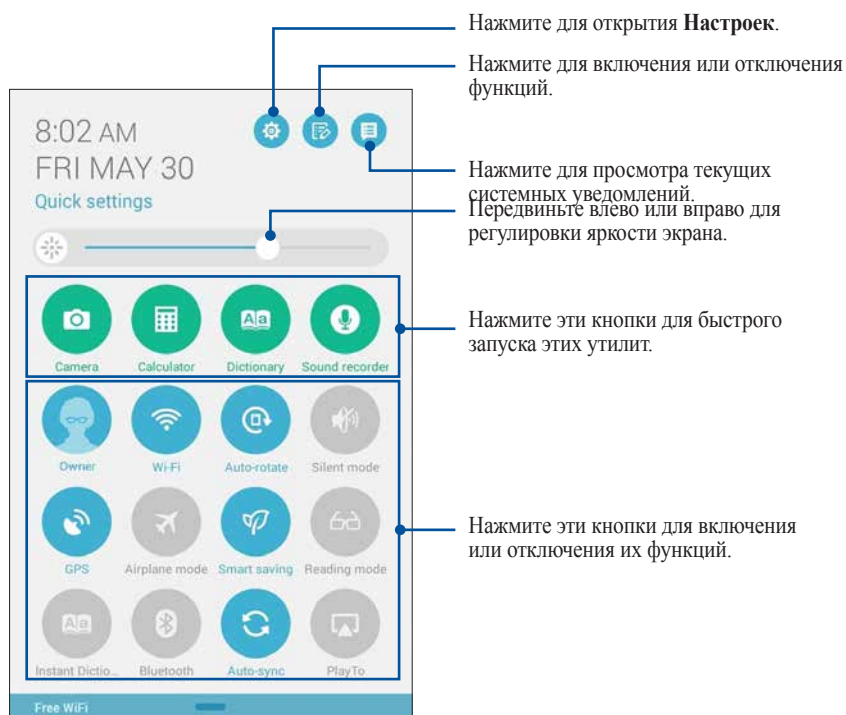 Нажмите для открытия Настроек.
Нажмите для включения или отключения
функций.
8:02 AM
FRI MAY 30
Quick settings
Нажмите для просмотра текущих
системных уведомлений.
Передвиньте влево или вправо для
регулировки яркости экрана.
Нажмите эти кнопки для быстрого
запуска этих утилит.
Camera Calculator Dictionary Sound recorder
Owner Wi-Fi Auto-rotate Silent mode
GPS Airplane mode Smart saving Reading mode
Нажмите эти кнопки для включения
или отключения их функций.
Instant Dictio... Bluetooth Auto-sync PlayTo
Free WiFi